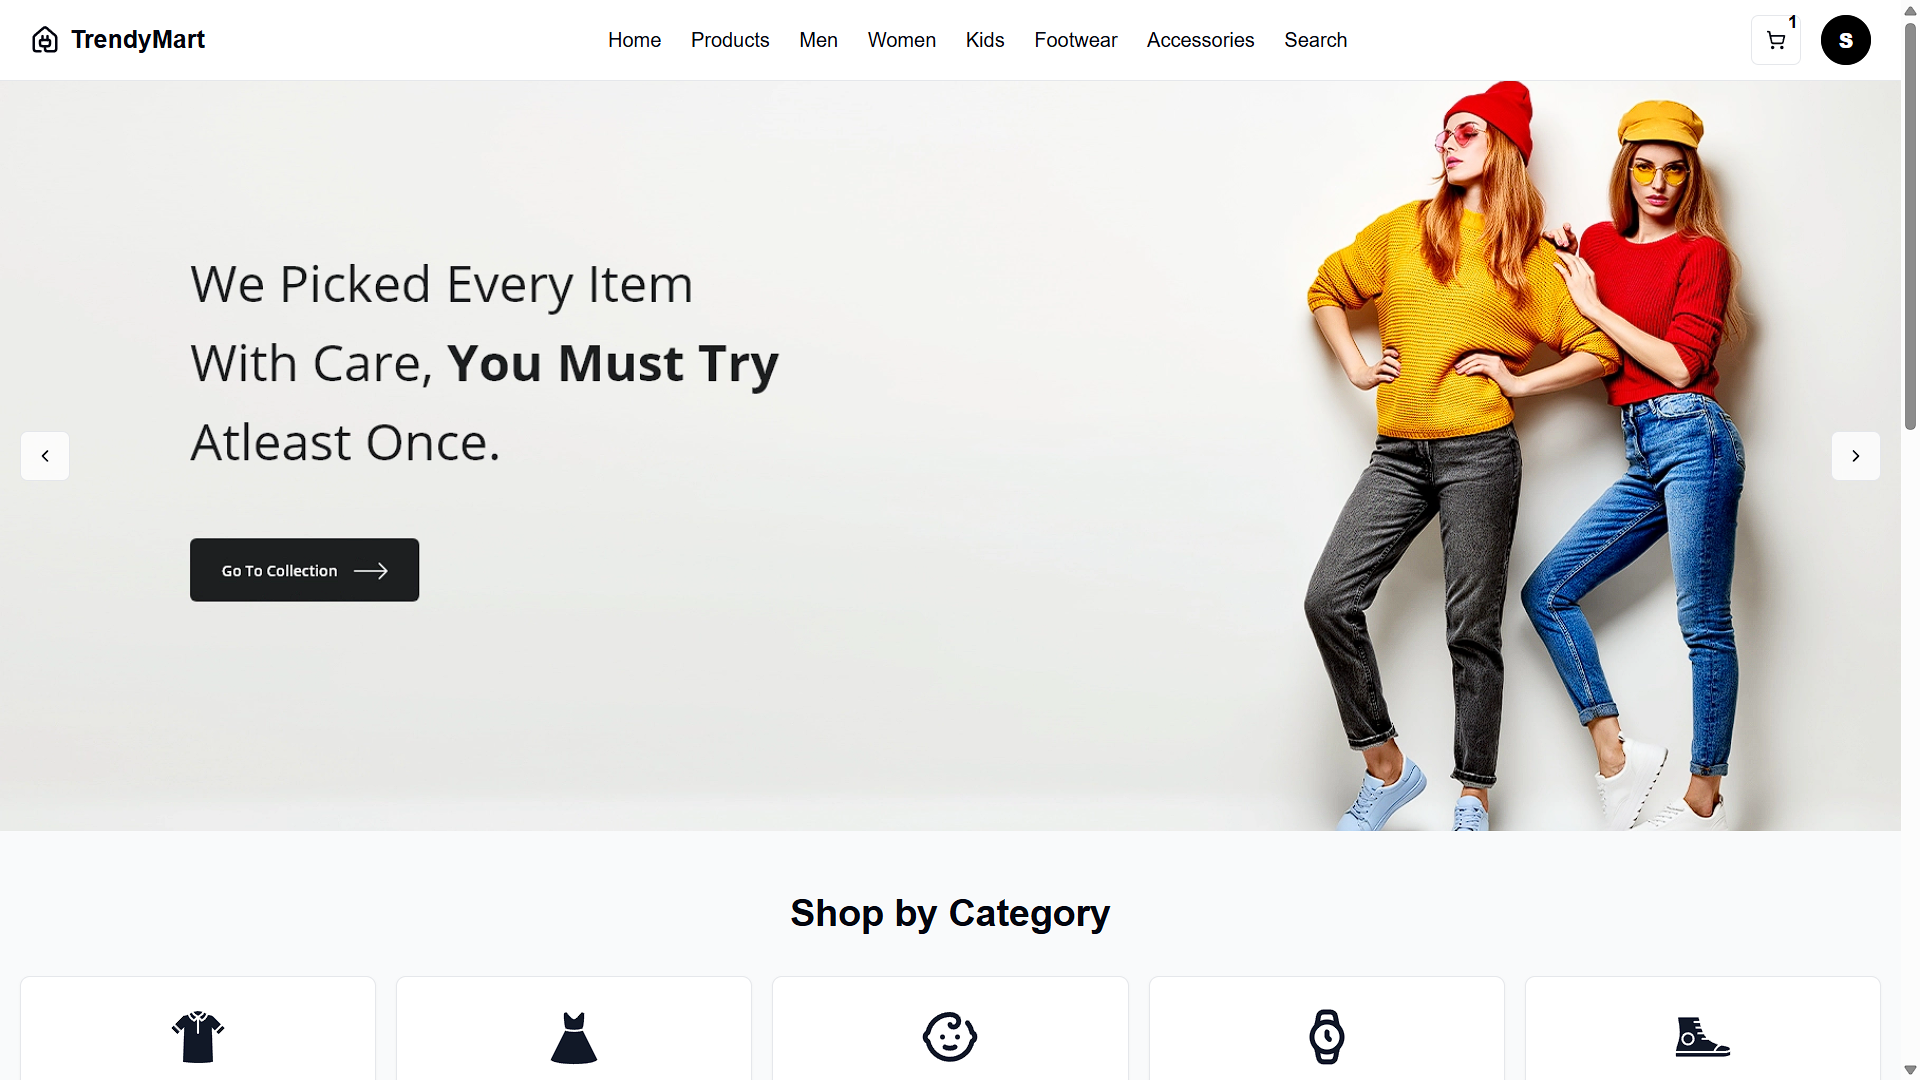 TrendyMart
Home Products Men Women Kids Footwear Accessories Search
1
S
We Picked Every Item
With Care, You Must Try
Atleast Once.
Go To Collection
Shop by Category